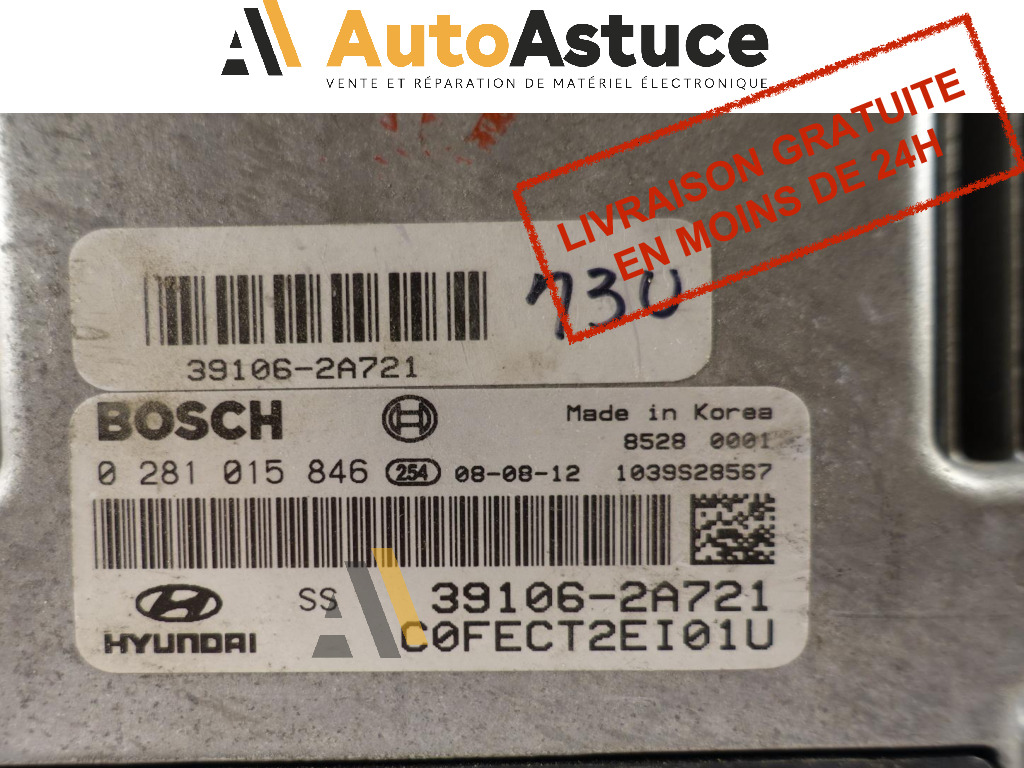 AutoAstuce
VENTE ET RÉPARATION DE MATÉRIEL ÉLECTRONIQUE
LIVRAISON GRATUITE
EN MOINS DE 24H
73U
39106-2A721
BOSCH
Made in Korea
8528 0001
0 281 015 846 254 08-08-12 1039S28567
SS 39106-2A721
HYUNDAI C0FECT2EI01U